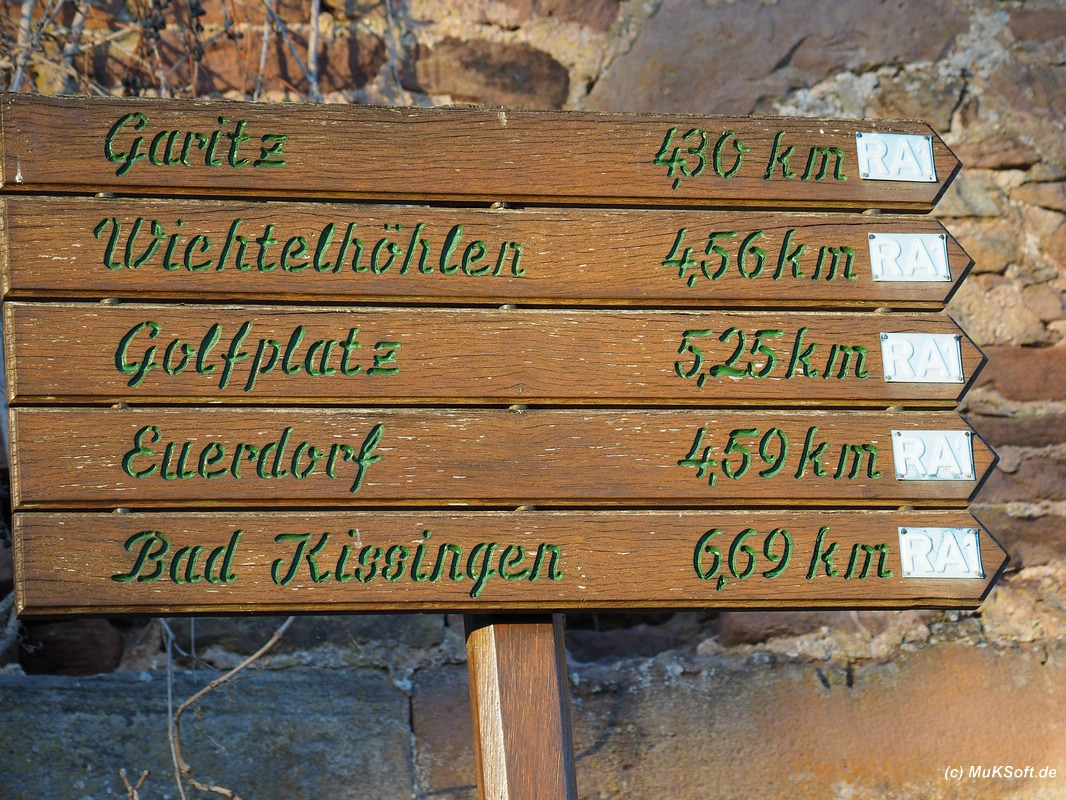 Garitz 4,30 km RA1
Wichtelhöhlen 4,56 km RA1
Golfplatz 5,25 km RA1
Euerdorf 4,59 km RA1
Bad Kissingen 6,69 km RA1
(c) MuKSoft.de